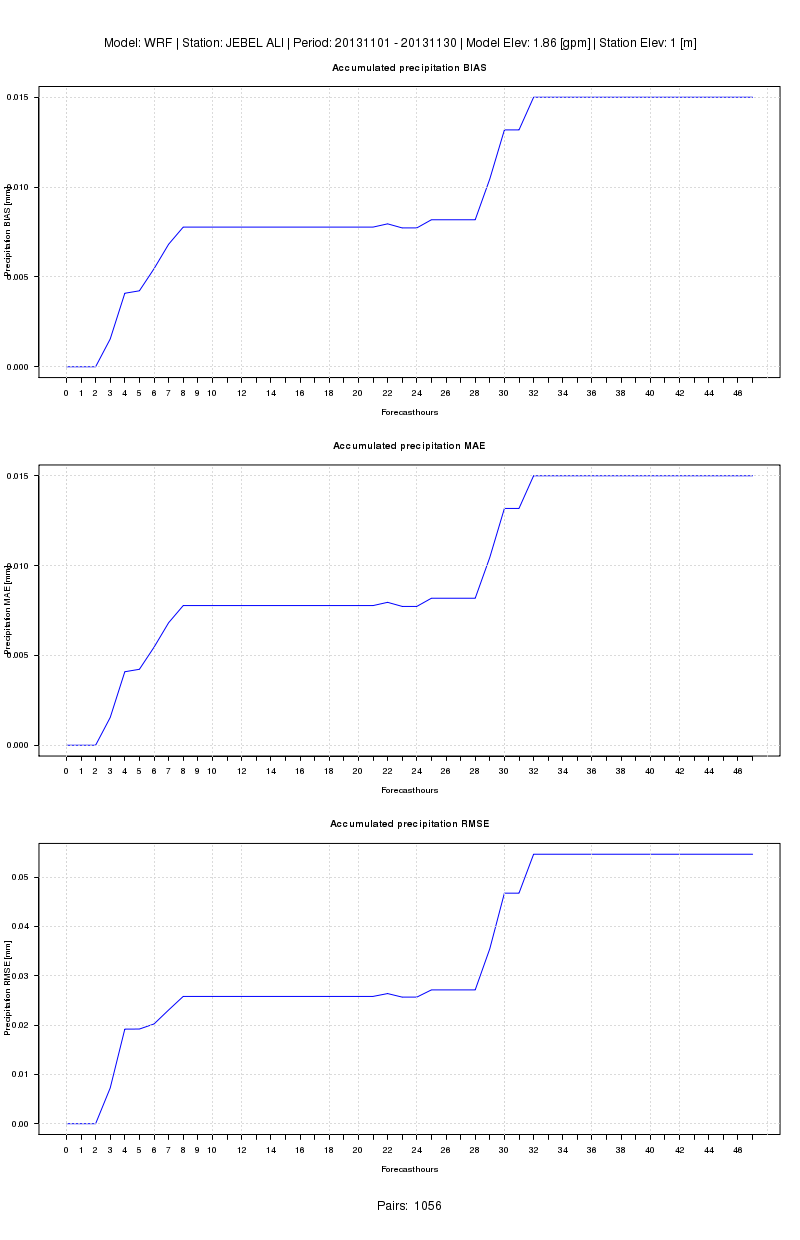 Model: WRF | Station: JEBEL ALI | Period: 20131101 - 20131130 | Model Elev: 1.86 [gpm] | Station Elev: 1 [m]
Accumulated precipitation BIAS
Precipitation BIAS [mm]
0.015
0.010
0.005
0.000
0 1 2 3 4 5 6 7 8 9 10 12 14 16 18 20 22 24 26 28 30 32 34 36 38 40 42 44 46
Forecasthours
Accumulated precipitation MAE
Precipitation MAE [mm]
0.015
0.010
0.005
0.000
0 1 2 3 4 5 6 7 8 9 10 12 14 16 18 20 22 24 26 28 30 32 34 36 38 40 42 44 46
Forecasthours
Accumulated precipitation RMSE
Precipitation RMSE [mm]
0.05
0.04
0.03
0.02
0.01
0.00
0 1 2 3 4 5 6 7 8 9 10 12 14 16 18 20 22 24 26 28 30 32 34 36 38 40 42 44 46
Forecasthours
Pairs: 1056